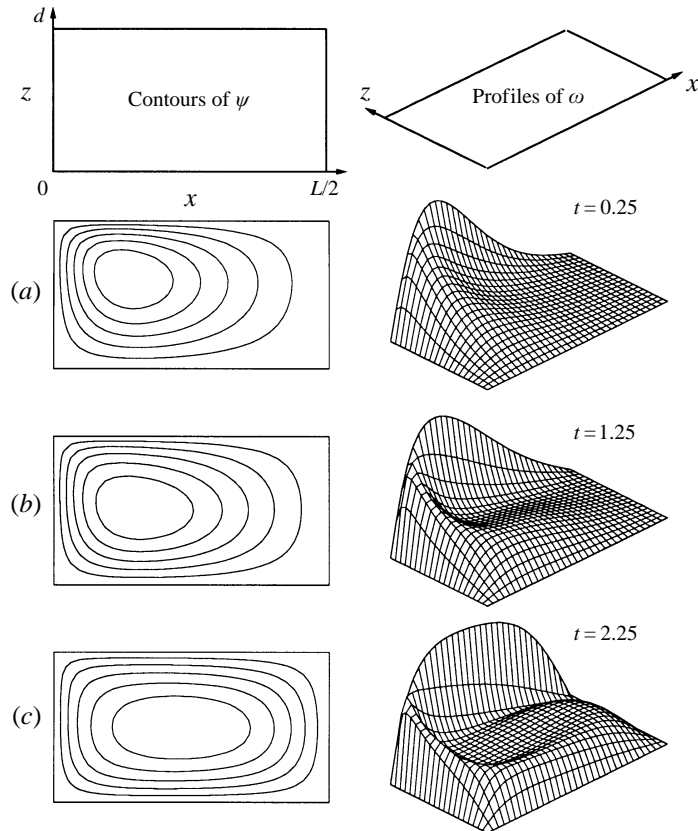 d
z
Contours of ψ
0
x
L/2
z
Profiles of ω
x
(a)
t = 0.25
(b)
t = 1.25
(c)
t = 2.25